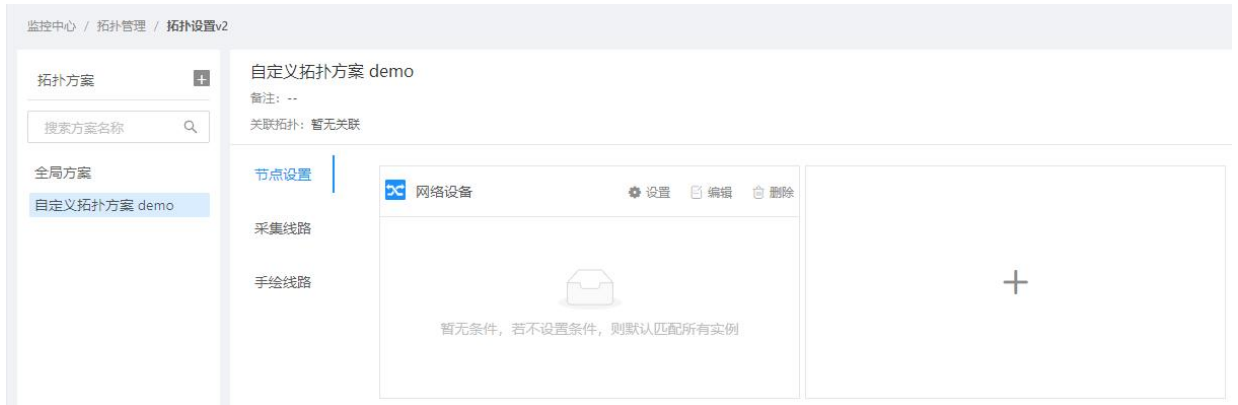 监控中心 / 拓扑管理 / 拓扑设置v2
拓扑方案
搜索方案名称
全局方案
自定义拓扑方案 demo
自定义拓扑方案 demo
备注: --
关联拓扑: 暂无关联
节点设置
采集线路
手绘线路
网络设备 设置 编辑 删除
暂无条件，若不设置条件，则默认匹配所有实例